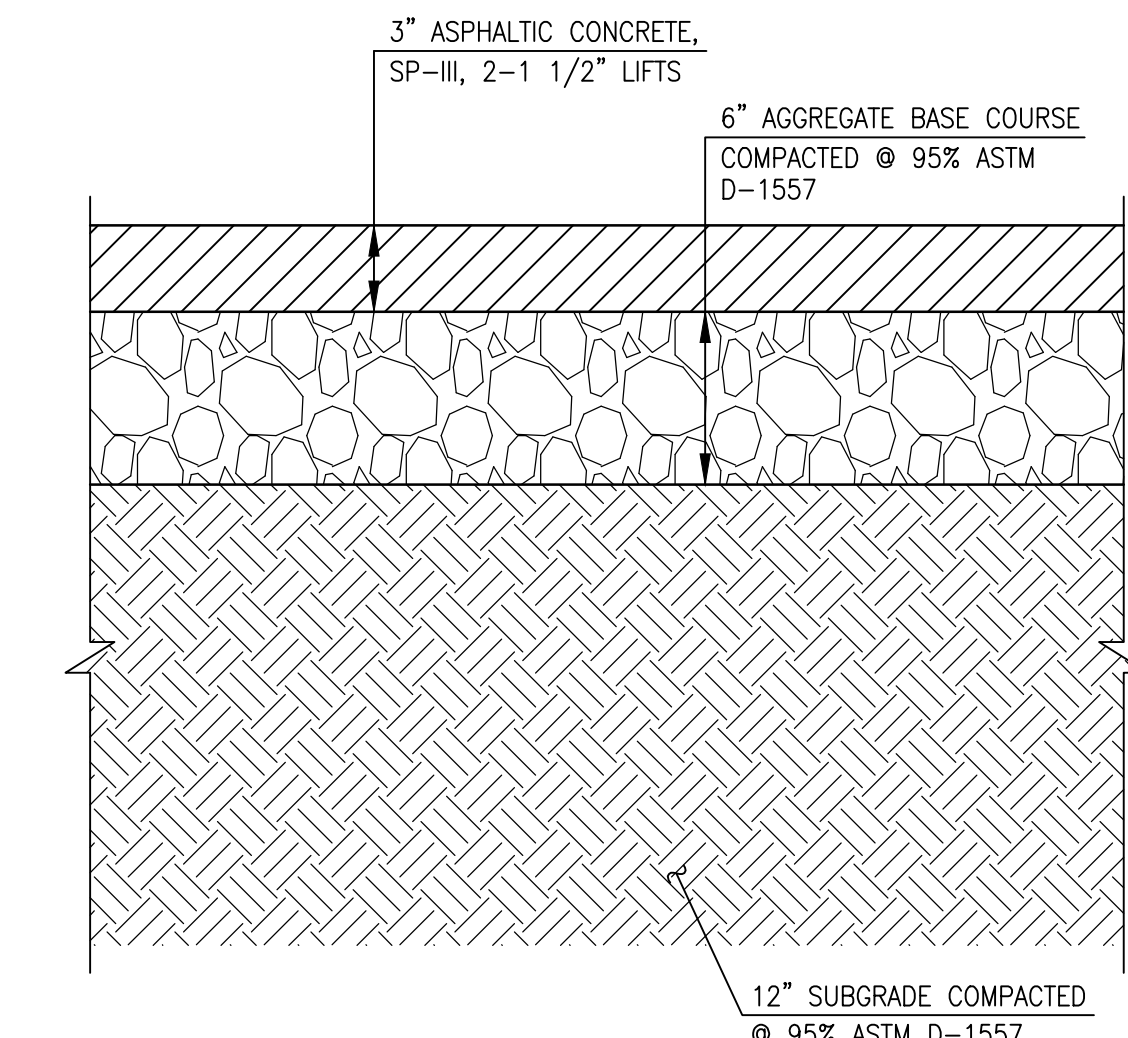 3” ASPHALTIC CONCRETE,
SP-III, 2-1 1/2” LIFTS
6” AGGREGATE BASE COURSE
COMPACTED @ 95% ASTM
D-1557
12” SUBGRADE COMPACTED
@ 95% ASTM D-1557